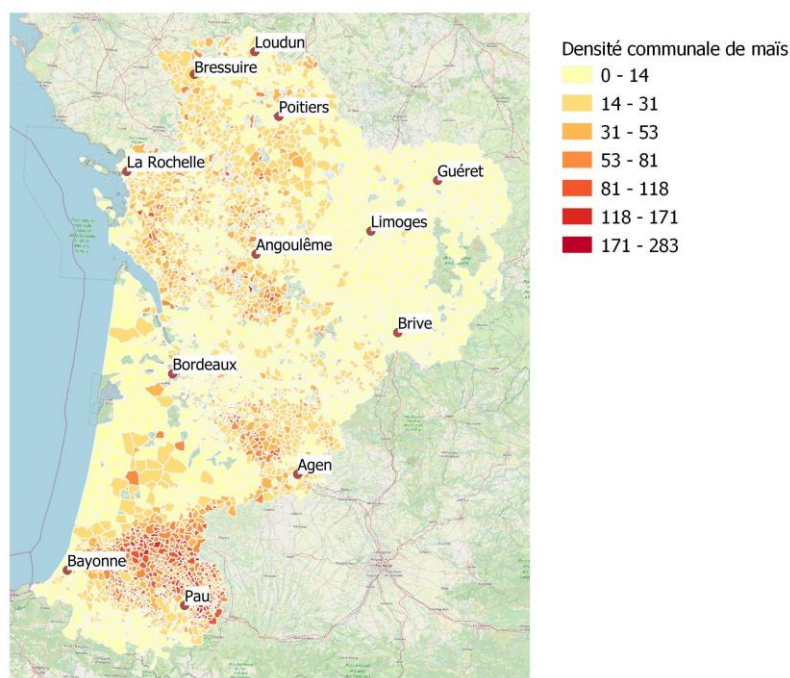 Loudun
Bressuire
Poitiers
La Rochelle
Guéret
Limoges
Angoulême
Brive
Bordeaux
Agen
Bayonne
Pau
Densité communale de maïs
0 - 14
14 - 31
31 - 53
53 - 81
81 - 118
118 - 171
171 - 283